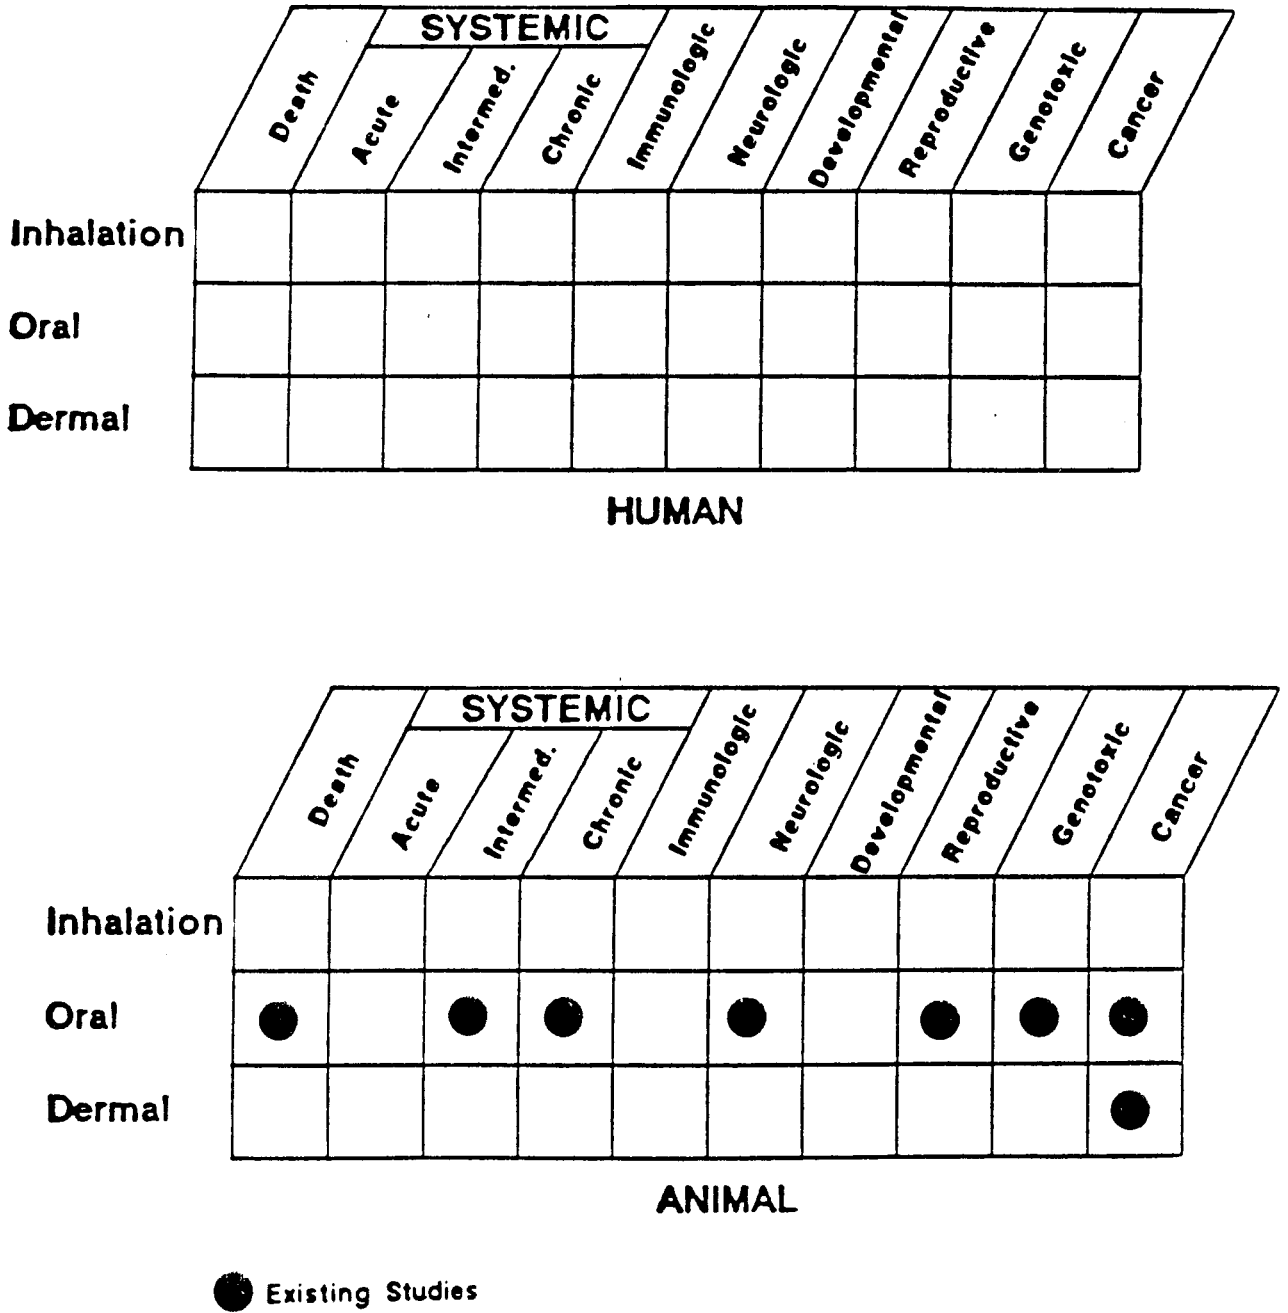 SYSTEMIC
Death Acute Intermed. Chronic Immunologic Neurologic Developmental Reproductive Genotoxic Cancer
Inhalation
Oral
Dermal
HUMAN
SYSTEMIC
Death Acute Intermed. Chronic Immunologic Neurologic Developmental Reproductive Genotoxic Cancer
Inhalation
Oral
Dermal
ANIMAL
Existing Studies